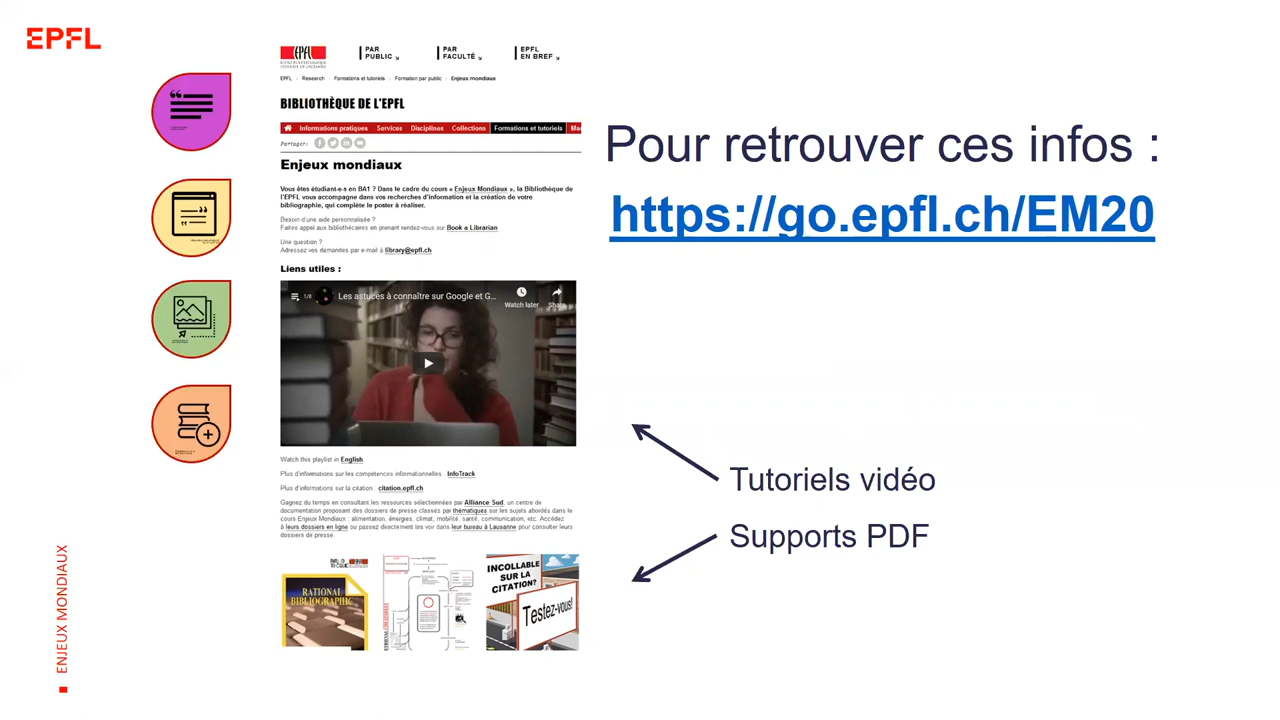 EPFL
EPFL
PAR PUBLIC
PAR FACULTÉ
EPFL EN BREF
EPFL › Research › Formations et tutoriels › Formation par public › Enjeux mondiaux
BIBLIOTHÈQUE DE L'EPFL
Informations pratiques Services Disciplines Collections Formations et tutoriels
Partager:
Enjeux mondiaux
Vous êtes étudiant-e-s en BA1 ? Dans le cadre du cours « Enjeux Mondiaux », la Bibliothèque de
l'EPFL vous accompagne dans vos recherches d'information et la création de votre
bibliographie, qui complète le poster à réaliser.
Besoin d'une aide personnalisée ?
Faites appel aux bibliothécaires en prenant rendez-vous sur Book a Librarian.
Une question ?
Adressez vos demandes par e-mail à library@epfl.ch
Liens utiles :
1/8 Les astuces à connaître sur Google et G...
Watch later
Share
Watch this playlist in English.
Plus d'informations sur les compétences informationnelles : InfoTrack
Plus d'informations sur la citation : citation.epfl.ch
Gagnez du temps en consultant les ressources sélectionnées par Alliance Sud, un centre de
documentation proposant des dossiers de presse classés par thématiques sur les sujets abordés dans le
cours Enjeux Mondiaux : alimentation, énergies, climat, mobilité, santé, communication, etc. Accédez
à leurs dossiers en ligne ou passez directement les voir dans leur bureau à Lausanne pour consulter leurs
dossiers de presse.
RATIONAL
BIBLIOGRAPHIC
INCOLLABLE
SUR LA
CITATION?
Testez-vous!
Pour retrouver ces infos :
https://go.epfl.ch/EM20
Tutoriels vidéo
Supports PDF
ENJEUX MONDIAUX